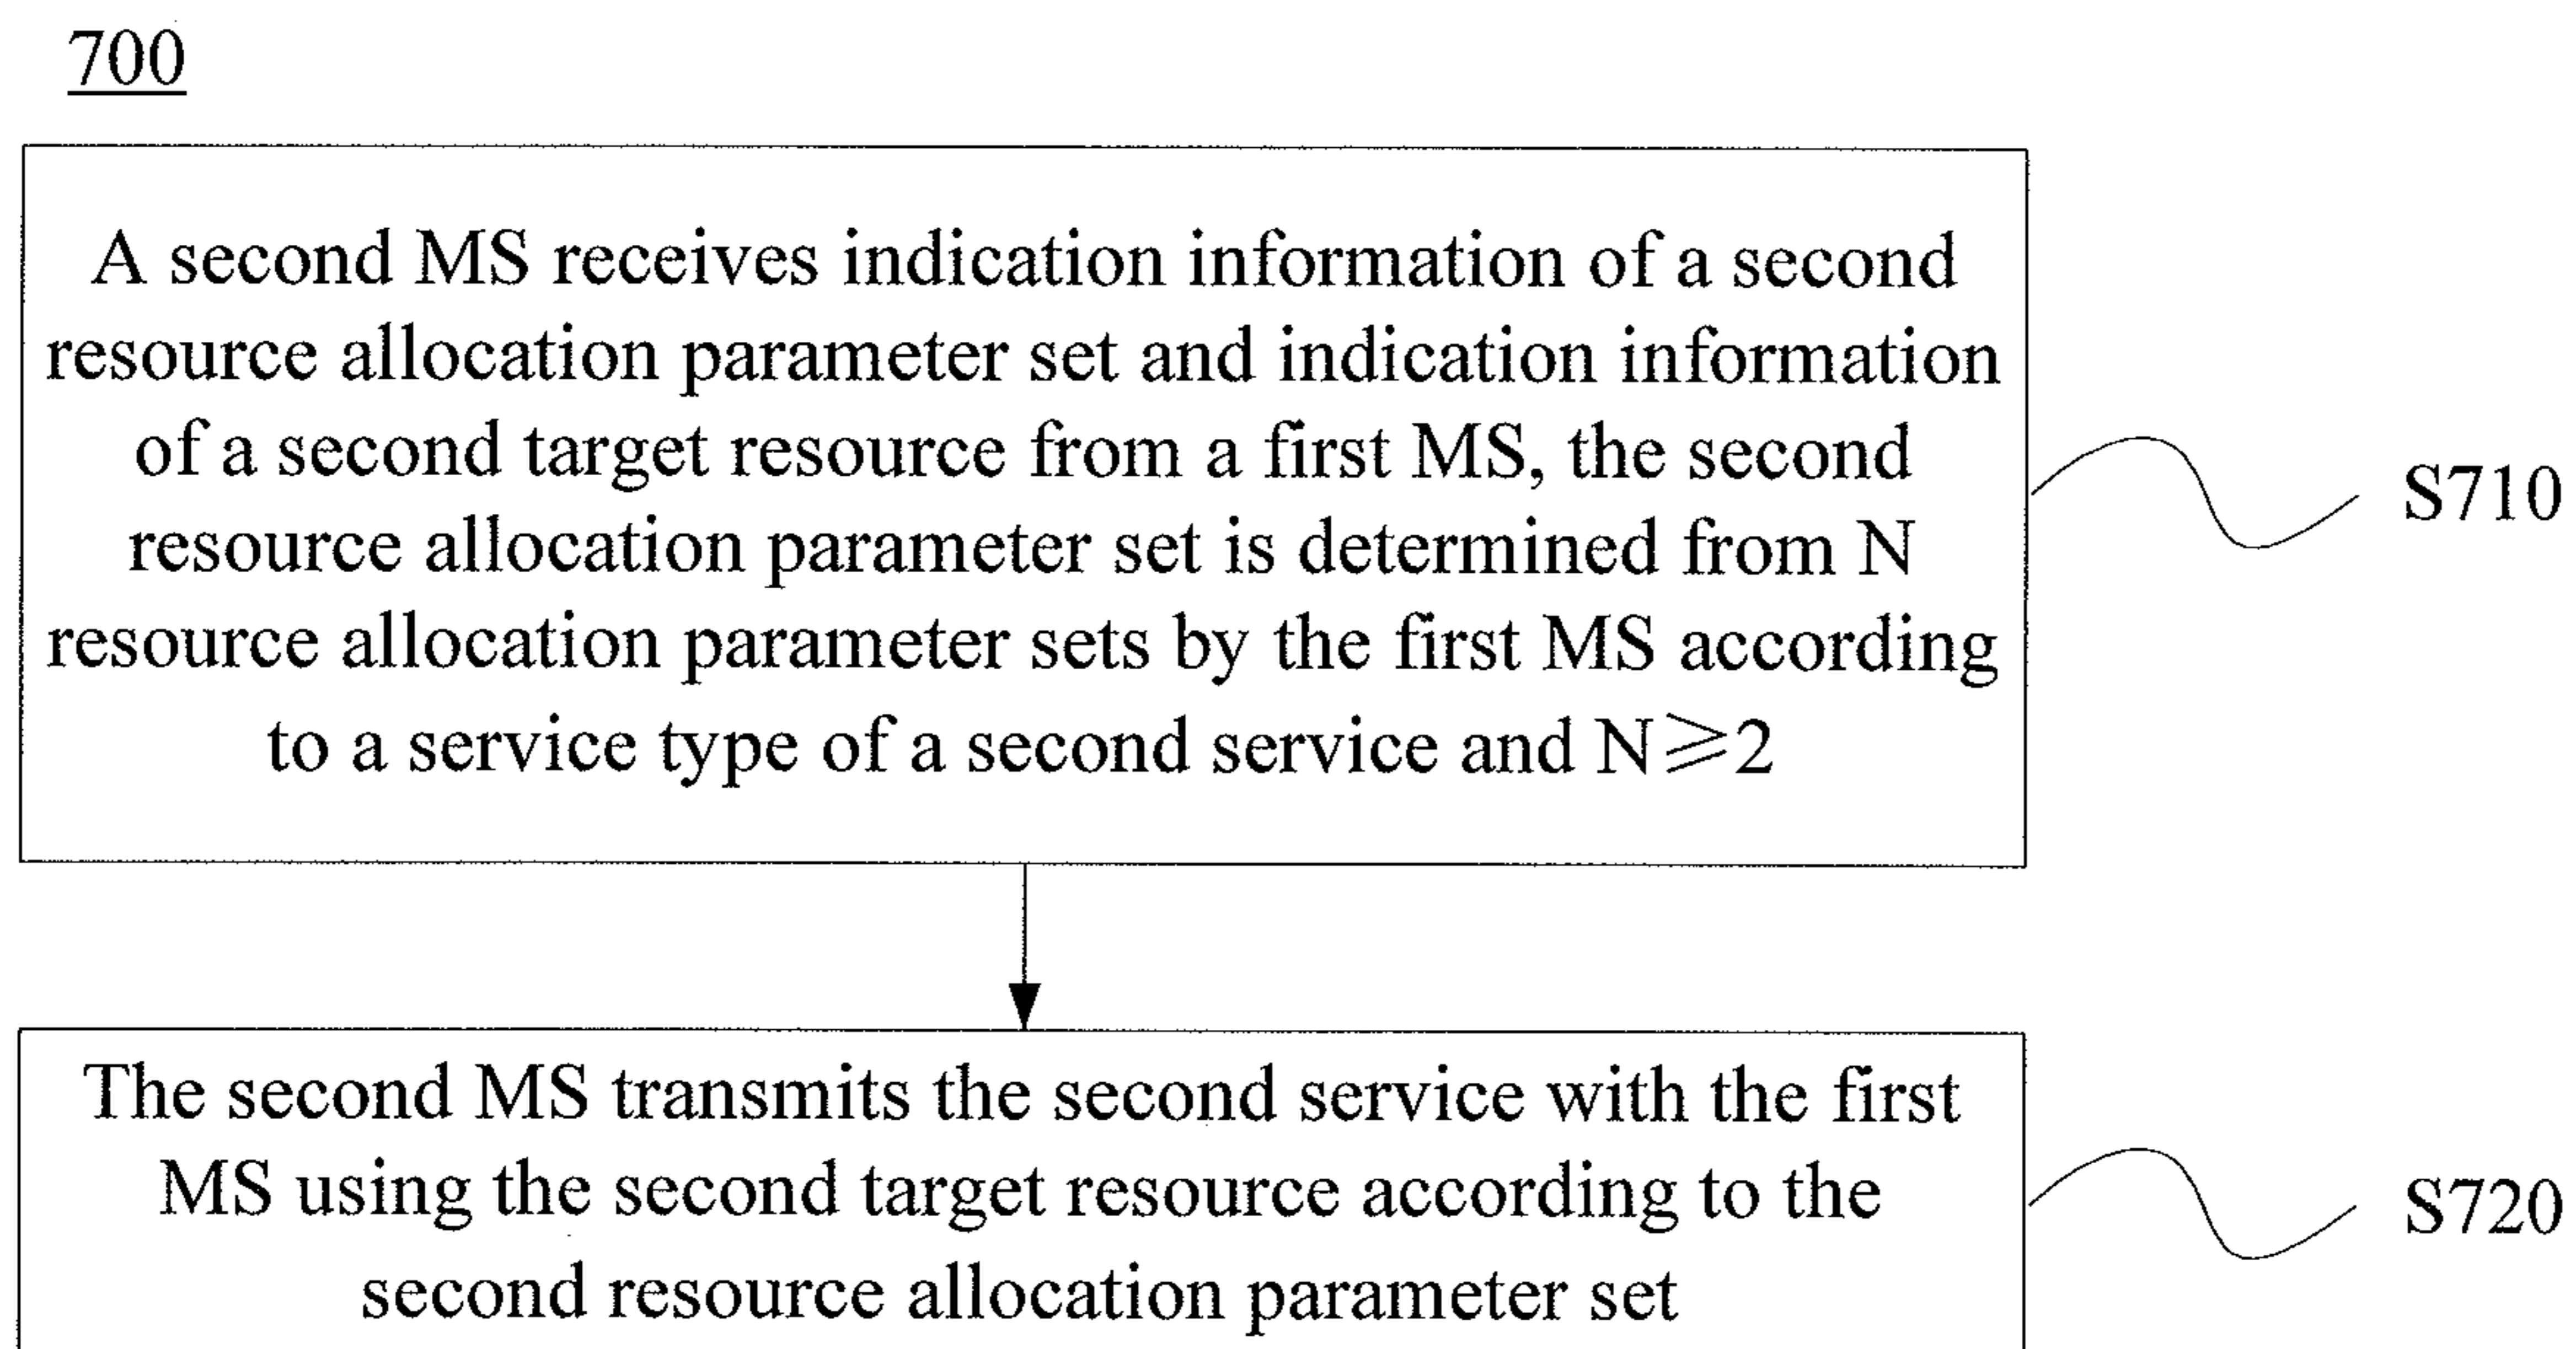 700
A second MS receives indication information of a second
resource allocation parameter set and indication information
of a second target resource from a first MS, the second
resource allocation parameter set is determined from N
resource allocation parameter sets by the first MS according
to a service type of a second service and N⩾2
S710
The second MS transmits the second service with the first
MS using the second target resource according to the
second resource allocation parameter set
S720